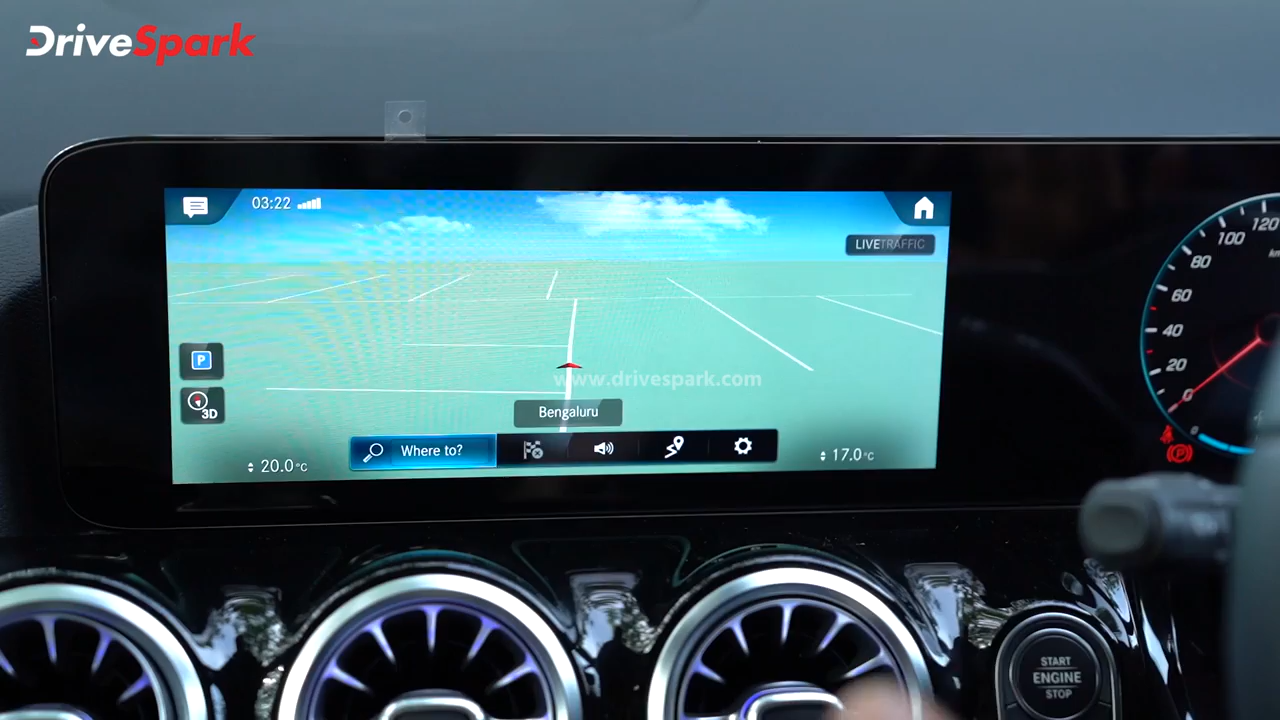 DriveSpark
03:22
LIVETRAFFIC
P
3D
www.drivespark.com
Bengaluru
Where to?
20.0°C
17.0°C
120
100
80
60
40
20
0
P
START
ENGINE
STOP